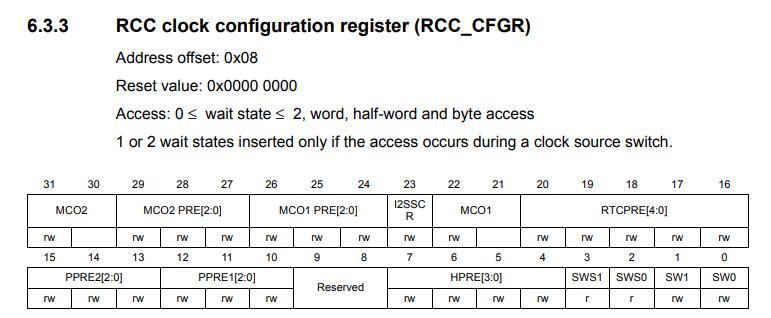 6.3.3 RCC clock configuration register (RCC_CFGR)
Address offset: 0x08
Reset value: 0x0000 0000
Access: 0 ≤ wait state ≤ 2, word, half-word and byte access
1 or 2 wait states inserted only if the access occurs during a clock source switch.
31 30 29 28 27 26 25 24 23 22 21 20 19 18 17 16
MCO2 MCO2 PRE[2:0] MCO1 PRE[2:0] I2SSC MCO1 RTCPRE[4:0]
R
rw rw rw rw rw rw rw rw rw rw rw rw rw rw
15 14 13 12 11 10 9 8 7 6 5 4 3 2 1 0
PPRE2[2:0] PPRE1[2:0] Reserved HPRE[3:0] SWS1 SWS0 SW1 SW0
rw rw rw rw rw rw rw rw rw rw r r rw rw